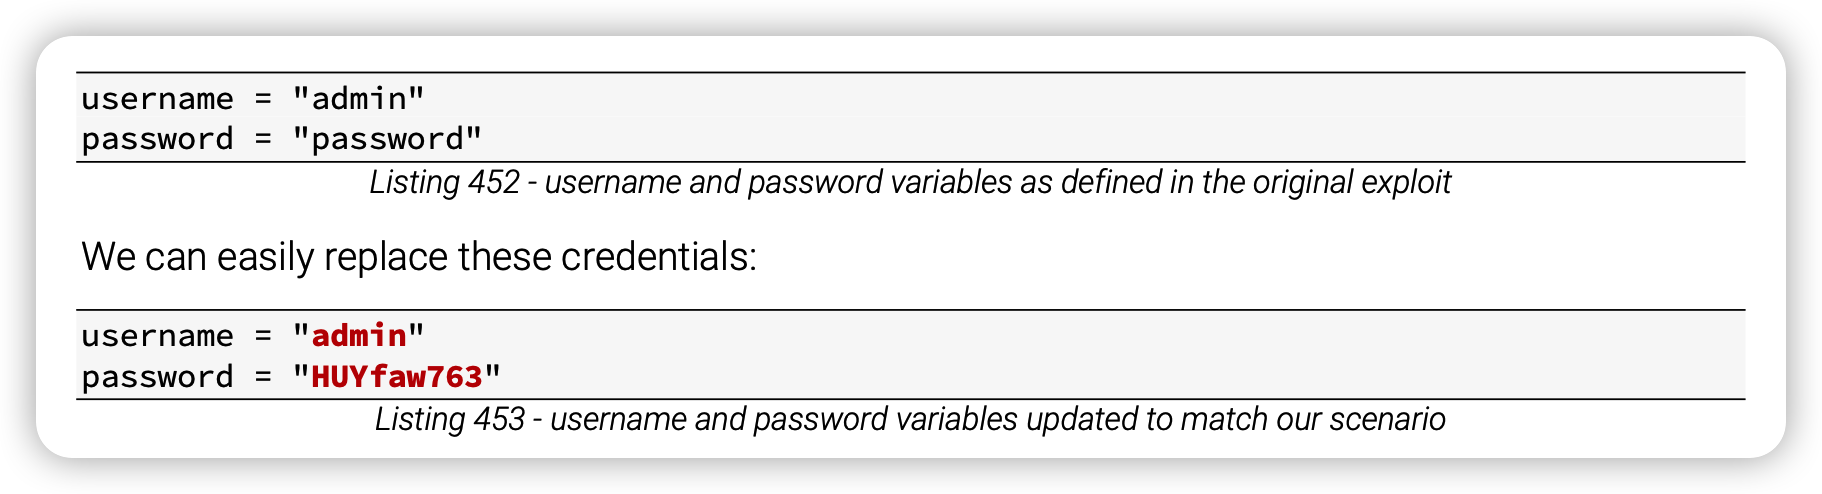 username = "admin"
password = "password"
Listing 452 - username and password variables as defined in the original exploit
We can easily replace these credentials:
username = "admin"
password = "HUYfaw763"
Listing 453 - username and password variables updated to match our scenario